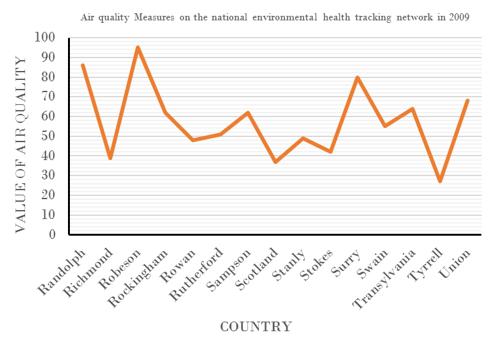 Air quality Measures on the national environmental health tracking network in 2009
VALUE OF AIR QUALITY
100
90
80
70
60
50
40
30
20
10
0
Randolph
Richmond
Robeson
Rockingham
Rowan
Rutherford
Sampson
Scotland
Stanly
Stokes
Surry
Swain
Transylvania
Tyrrell
Union
COUNTRY